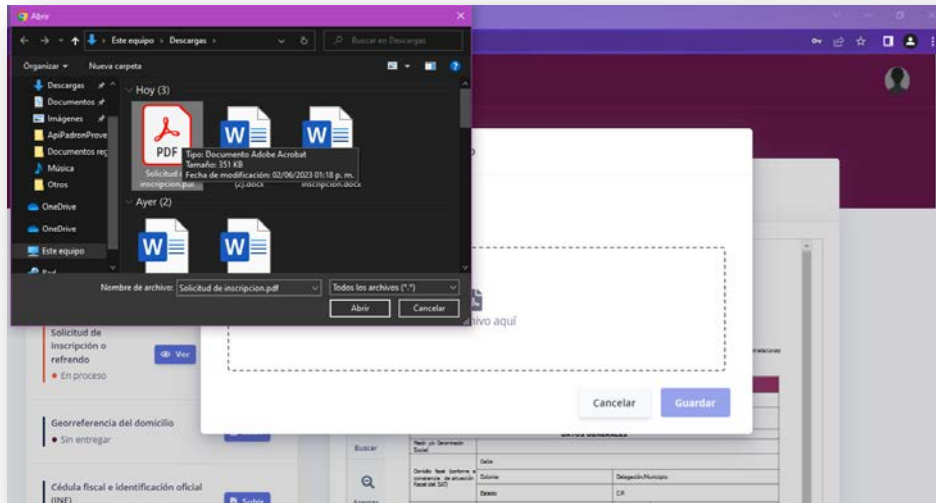 Abrir
Este equipo › Descargas ›
Buscar en Descargas
Organizar
Nueva carpeta
Descargas
Documentos
Imágenes
ApiPadronProve
Documentos reç
Música
Otros
OneDrive
OneDrive
Este equipo
Hoy (3)
PDF
Solicitud
inscripcion.pdf
(2).docx
inscripcion.docx
Tipo: Documento Adobe Acrobat
Tamaño: 351 KB
Fecha de modificación: 02/06/2023 01:18 p. m.
Ayer (2)
Nombre de archivo:
Solicitud de inscripcion.pdf
Todos los archivos (*.*)
Abrir
Cancelar
ivo aquí
Cancelar
Guardar
Solicitud de
inscripción o
refrendo
En proceso
Ver
Georreferencia del domicilio
Sin entregar
Cédula fiscal e identificación oficial
(INE)
Subir
Buscar
DATOS GENERALES
Social
Calle
Colonia
Delegación/Municipio
Estado
C.P.